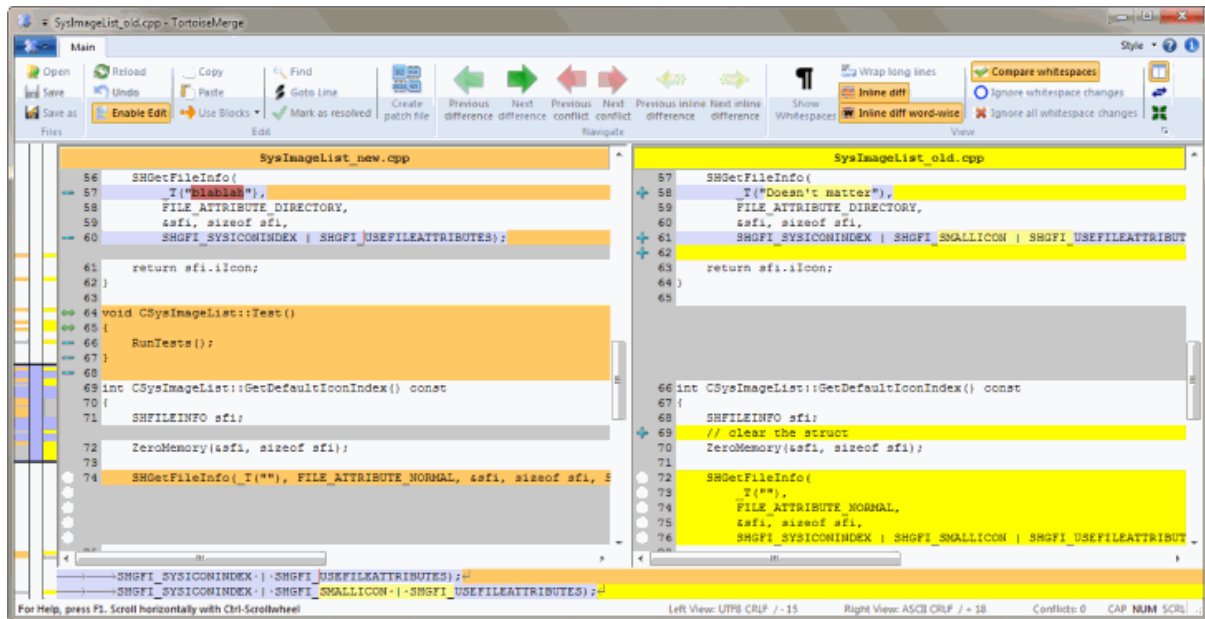 SysImageList_old.cpp - TortoiseMerge
Main
Style
Open
Save
Save as
Files
Reload
Undo
Enable Edit
Copy
Paste
Use Blocks
Find
Goto Line
Mark as resolved
Edit
Create patch file
Previous difference
Next difference
Previous conflict
Next conflict
Previous inline difference
Next inline difference
Navigate
Show Whitespaces
Wrap long lines
Inline diff
Inline diff word-wise
Compare whitespaces
Ignore whitespace changes
Ignore all whitespace changes
View
SysImageList_new.cpp
56 SHGetFileInfo(
57 _T("blablah"),
58 FILE_ATTRIBUTE_DIRECTORY,
59 &sfi, sizeof sfi,
60 SHGFI_SYSICONINDEX | SHGFI_USEFILEATTRIBUTES);
61 return sfi.iIcon;
62 }
63
64 void CSysImageList::Test()
65 {
66 RunTests();
67 }
68
69 int CSysImageList::GetDefaultIconIndex() const
70 {
71 SHFILEINFO sfi;
72 ZeroMemory(&sfi, sizeof sfi);
73
74 SHGetFileInfo(_T(""), FILE_ATTRIBUTE_NORMAL, &sfi, sizeof sfi, S
SysImageList_old.cpp
57 SHGetFileInfo(
58 _T("Doesn't matter"),
59 FILE_ATTRIBUTE_DIRECTORY,
60 &sfi, sizeof sfi,
61 SHGFI_SYSICONINDEX | SHGFI_SMALLICON | SHGFI_USEFILEATTRIBUT
62
63 return sfi.iIcon;
64 }
65
66 int CSysImageList::GetDefaultIconIndex() const
67 {
68 SHFILEINFO sfi;
69 // clear the struct
70 ZeroMemory(&sfi, sizeof sfi);
71
72 SHGetFileInfo(
73 _T(""),
74 FILE_ATTRIBUTE_NORMAL,
75 &sfi, sizeof sfi,
76 SHGFI_SYSICONINDEX | SHGFI_SMALLICON | SHGFI_USEFILEATTRIBUT
SHGFI_SYSICONINDEX·|·SHGFI_USEFILEATTRIBUTES);
SHGFI_SYSICONINDEX·|·SHGFI_SMALLICON·|·SHGFI_USEFILEATTRIBUTES);
For Help, press F1. Scroll horizontally with Ctrl-Scrollwheel
Left View: UTF8 CRLF / - 15
Right View: ASCII CRLF / + 18
Conflicts: 0
CAP NUM SCRL